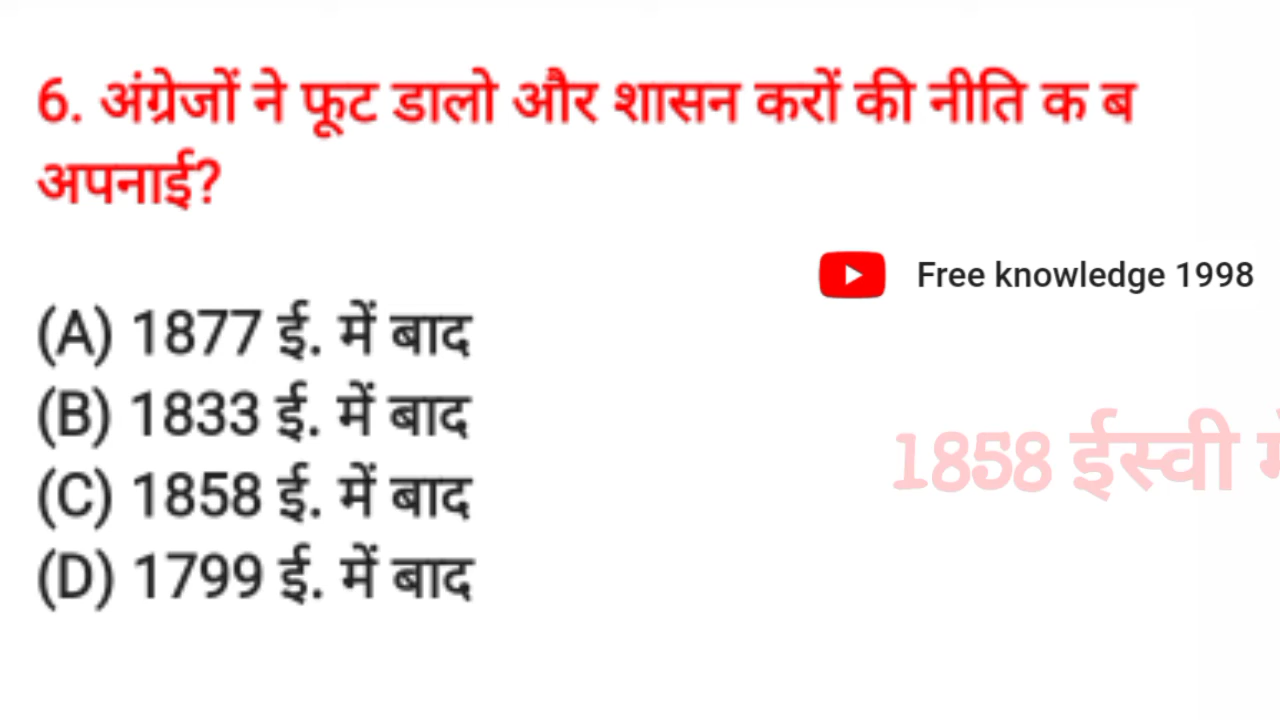 6. अंग्रेजों ने फूट डालो और शासन करों की नीति क ब
अपनाई?
Free knowledge 1998
(A) 1877 ई. में बाद
(B) 1833 ई. में बाद
(C) 1858 ई. में बाद
(D) 1799 ई. में बाद
1858 ईस्वी